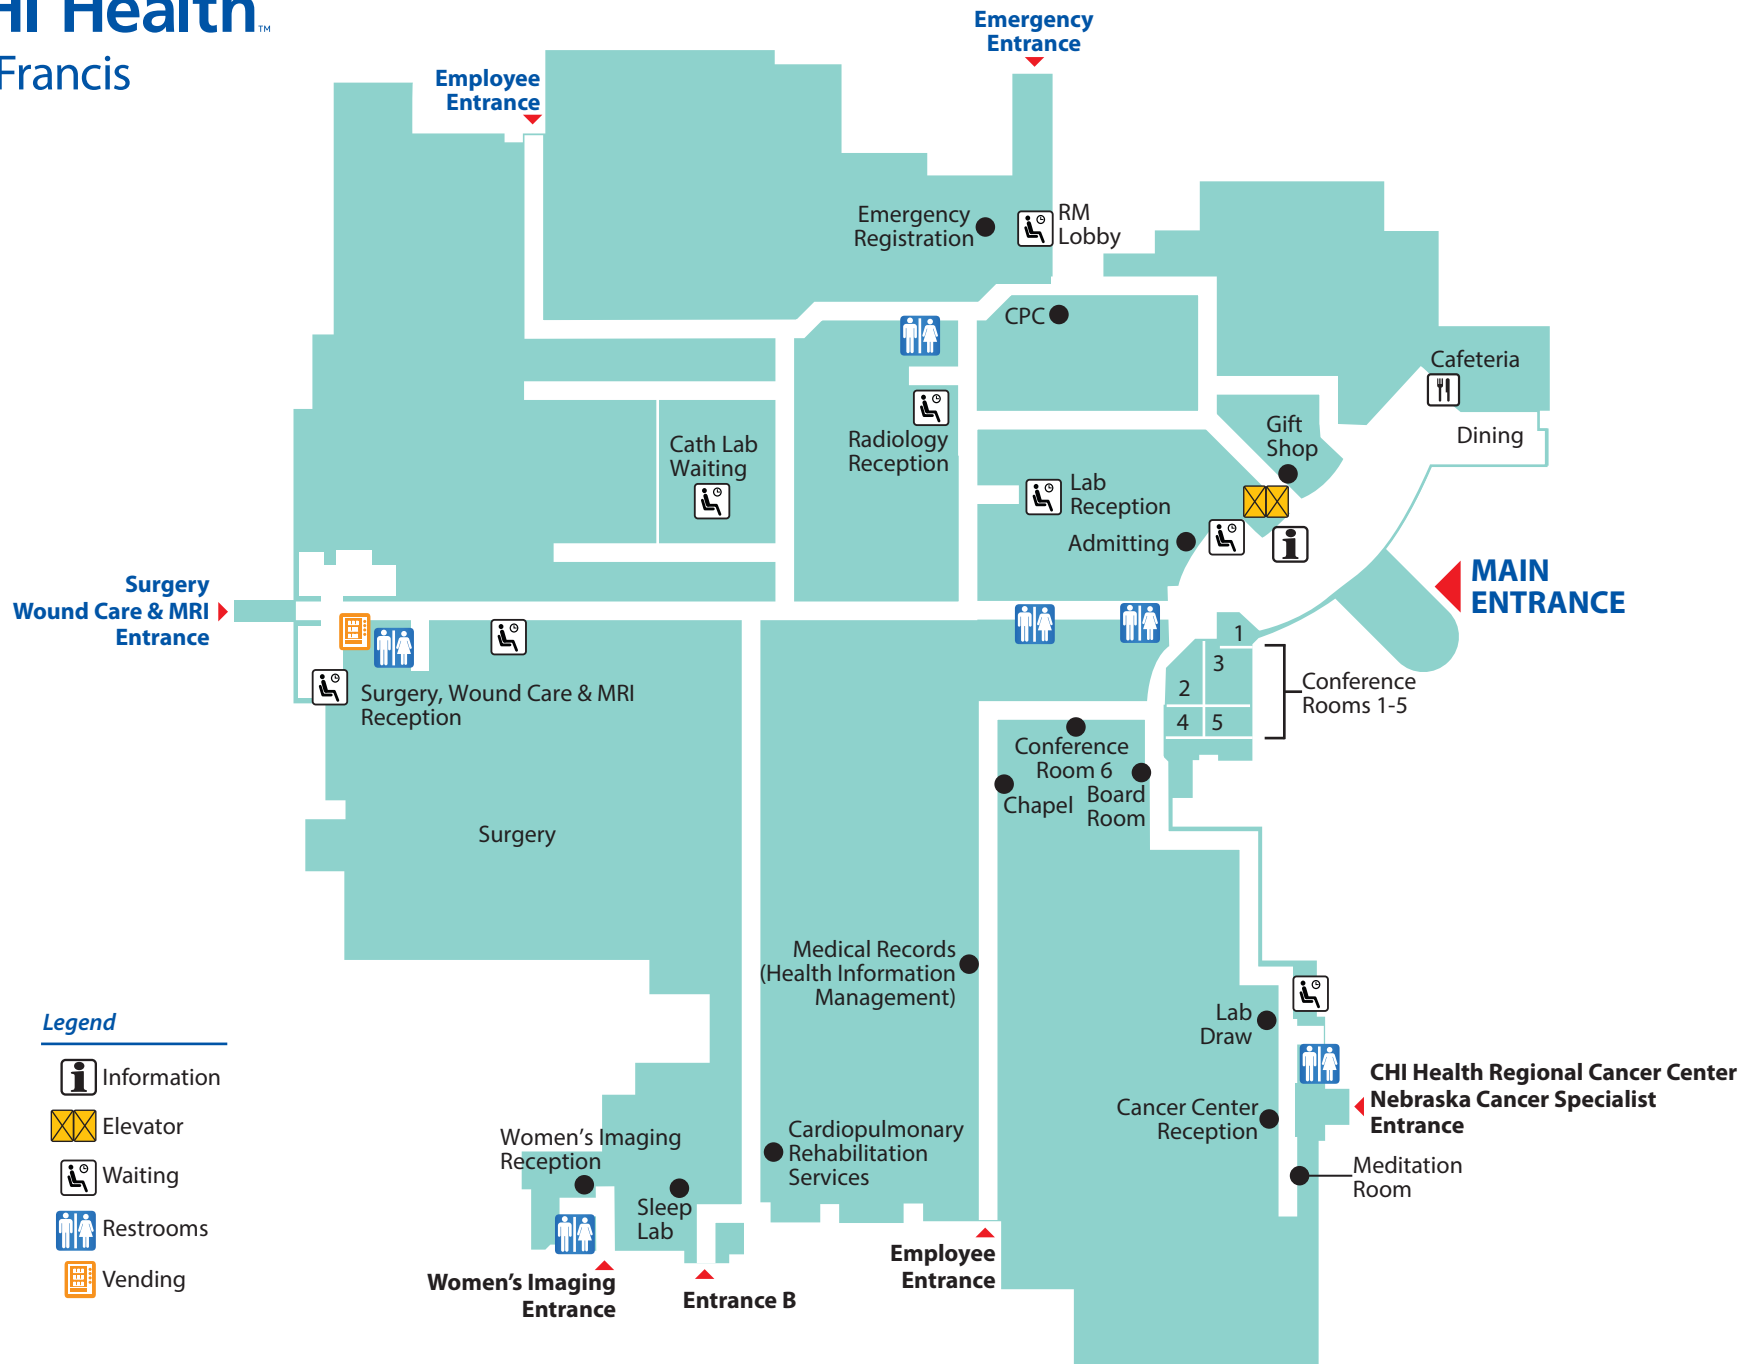 HI Health™
Francis
Emergency
Entrance
Employee
Entrance
Emergency
Registration
RM
Lobby
CPC
Cafeteria
Dining
Gift
Shop
Cath Lab
Waiting
Radiology
Reception
Lab
Reception
Admitting
MAIN
ENTRANCE
Surgery
Wound Care & MRI
Entrance
1
3
2
4
5
Conference
Rooms 1-5
Surgery, Wound Care & MRI
Reception
Conference
Room 6
Chapel
Board
Room
Surgery
Medical Records
(Health Information
Management)
Lab
Draw
CHI Health Regional Cancer Center
Nebraska Cancer Specialist
Entrance
Cancer Center
Reception
Meditation
Room
Women's Imaging
Reception
Cardiopulmonary
Rehabilitation
Services
Sleep
Lab
Employee
Entrance
Women's Imaging
Entrance
Entrance B
Legend
Information
Elevator
Waiting
Restrooms
Vending